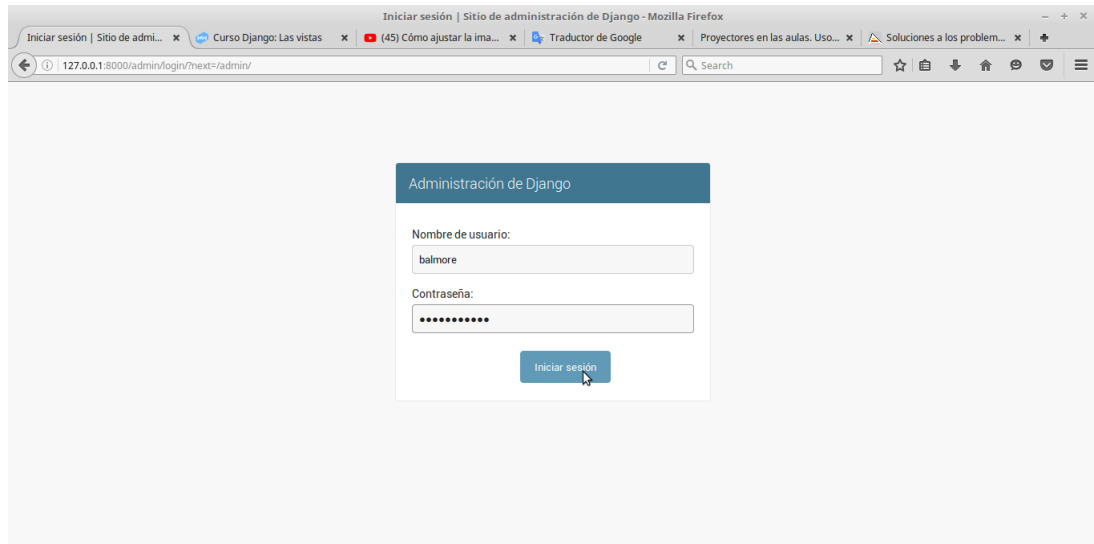 Iniciar sesión | Sitio de administración de Django - Mozilla Firefox
Iniciar sesión | Sitio de admi...
Curso Django: Las vistas
(45) Cómo ajustar la ima...
Traductor de Google
Proyectores en las aulas. Uso...
Soluciones a los problem...
127.0.0.1:8000/admin/login/?next=/admin/
Search
Administración de Django
Nombre de usuario:
balmore
Contraseña:
•••••••••••
Iniciar sesión